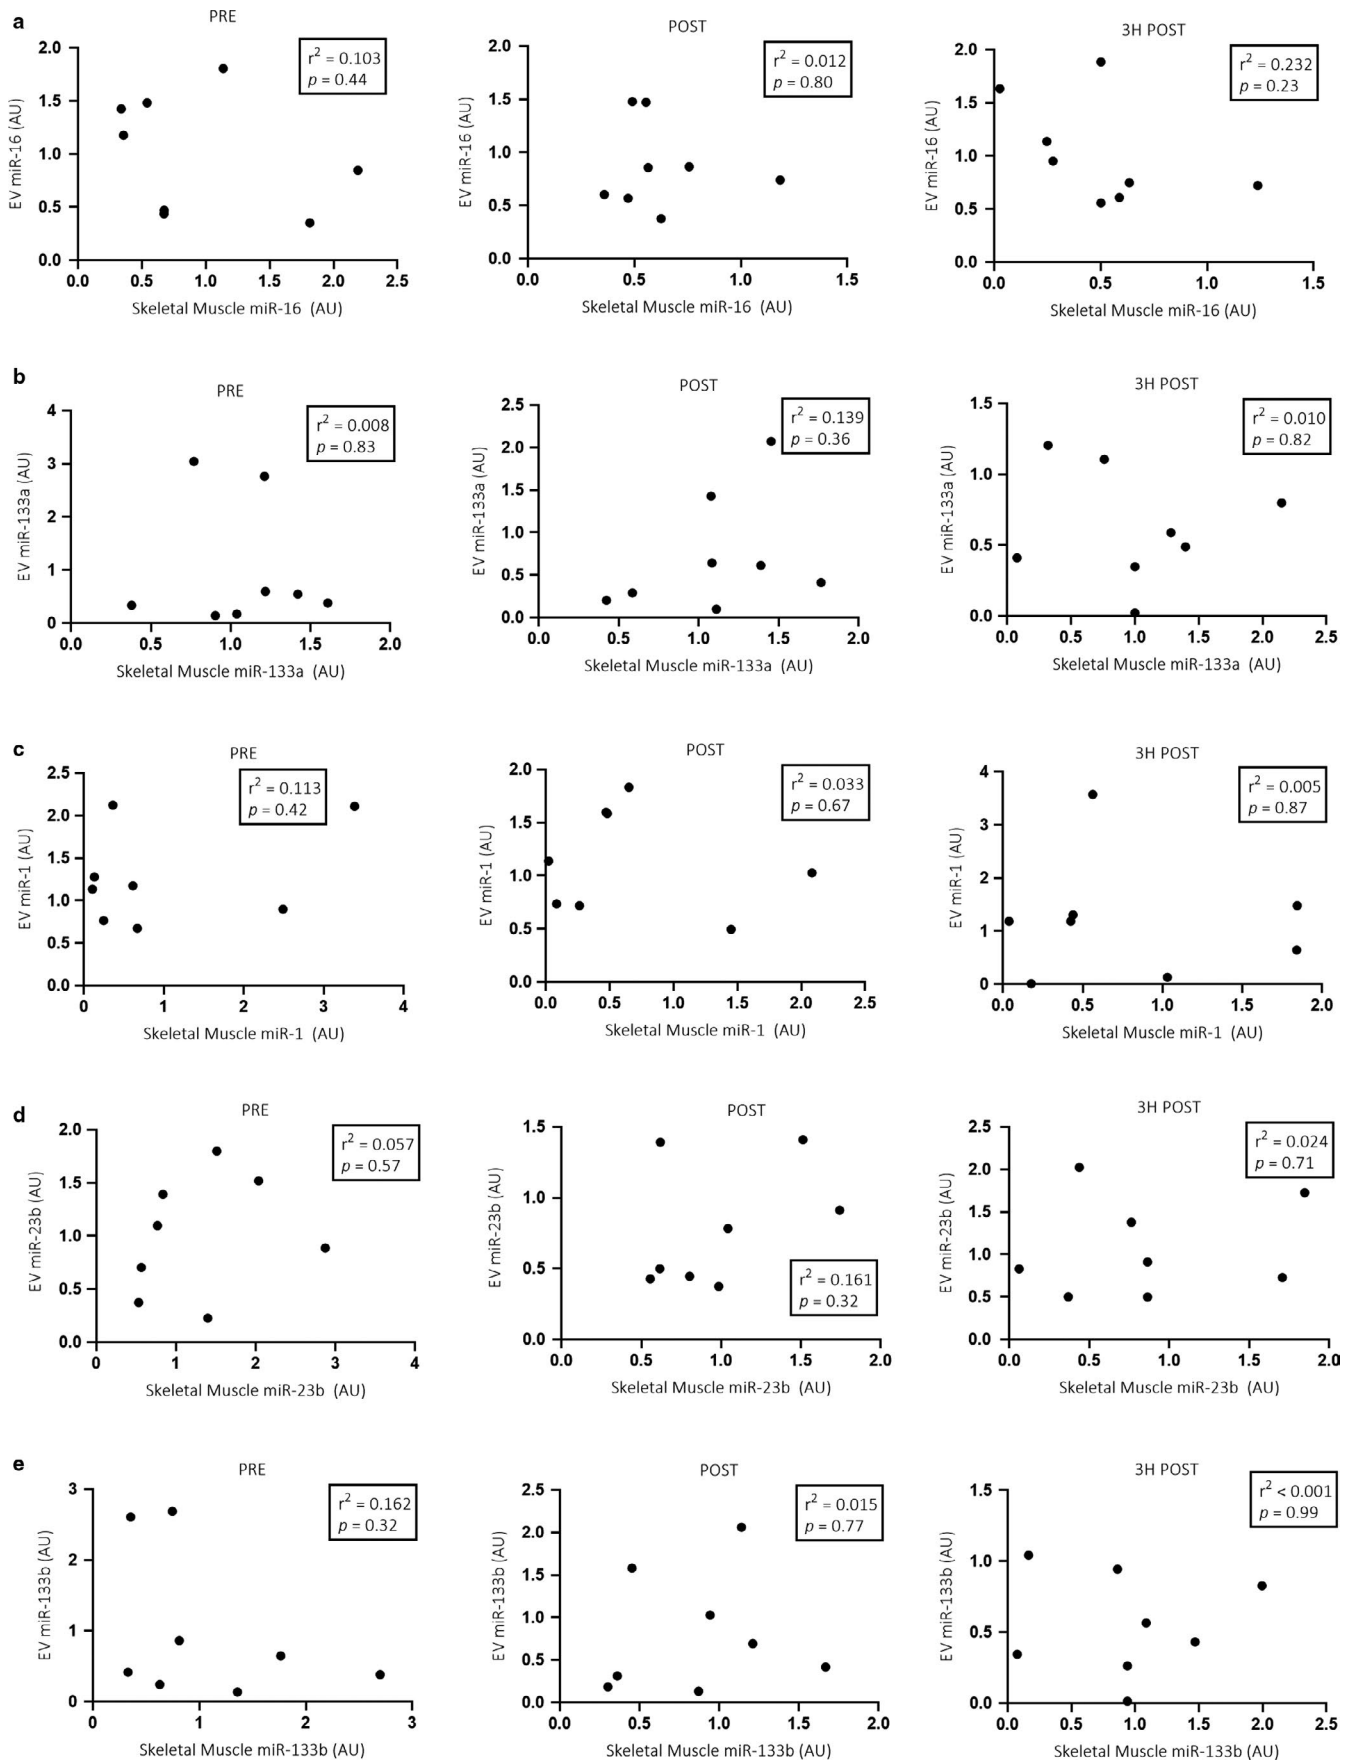 a
PRE
r² = 0.103
p = 0.44
EV miR-16 (AU)
2.0
1.5
1.0
0.5
0.0
0.0 0.5 1.0 1.5 2.0 2.5
Skeletal Muscle miR-16 (AU)
POST
r² = 0.012
p = 0.80
EV miR-16 (AU)
2.0
1.5
1.0
0.5
0.0
0.0 0.5 1.0 1.5
Skeletal Muscle miR-16 (AU)
3H POST
r² = 0.232
p = 0.23
EV miR-16 (AU)
2.0
1.5
1.0
0.5
0.0
0.0 0.5 1.0 1.5
Skeletal Muscle miR-16 (AU)
b
PRE
r² = 0.008
p = 0.83
EV miR-133a (AU)
4
3
2
1
0
0.0 0.5 1.0 1.5 2.0
Skeletal Muscle miR-133a (AU)
POST
r² = 0.139
p = 0.36
EV miR-133a (AU)
2.5
2.0
1.5
1.0
0.5
0.0
0.0 0.5 1.0 1.5 2.0
Skeletal Muscle miR-133a (AU)
3H POST
r² = 0.010
p = 0.82
EV miR-133a (AU)
1.5
1.0
0.5
0.0
0.0 0.5 1.0 1.5 2.0 2.5
Skeletal Muscle miR-133a (AU)
c
PRE
r² = 0.113
p = 0.42
EV miR-1 (AU)
2.5
2.0
1.5
1.0
0.5
0.0
0 1 2 3 4
Skeletal Muscle miR-1 (AU)
POST
r² = 0.033
p = 0.67
EV miR-1 (AU)
2.0
1.5
1.0
0.5
0.0
0.0 0.5 1.0 1.5 2.0 2.5
Skeletal Muscle miR-1 (AU)
3H POST
r² = 0.005
p = 0.87
EV miR-1 (AU)
4
3
2
1
0
0.0 0.5 1.0 1.5 2.0
Skeletal Muscle miR-1 (AU)
d
PRE
r² = 0.057
p = 0.57
EV miR-23b (AU)
2.0
1.5
1.0
0.5
0.0
0 1 2 3 4
Skeletal Muscle miR-23b (AU)
POST
r² = 0.161
p = 0.32
EV miR-23b (AU)
1.5
1.0
0.5
0.0
0.0 0.5 1.0 1.5 2.0
Skeletal Muscle miR-23b (AU)
3H POST
r² = 0.024
p = 0.71
EV miR-23b (AU)
2.5
2.0
1.5
1.0
0.5
0.0
0.0 0.5 1.0 1.5 2.0
Skeletal Muscle miR-23b (AU)
e
PRE
r² = 0.162
p = 0.32
EV miR-133b (AU)
3
2
1
0
0 1 2 3
Skeletal Muscle miR-133b (AU)
POST
r² = 0.015
p = 0.77
EV miR-133b (AU)
2.5
2.0
1.5
1.0
0.5
0.0
0.0 0.5 1.0 1.5 2.0
Skeletal Muscle miR-133b (AU)
3H POST
r² < 0.001
p = 0.99
EV miR-133b (AU)
1.5
1.0
0.5
0.0
0.0 0.5 1.0 1.5 2.0 2.5
Skeletal Muscle miR-133b (AU)